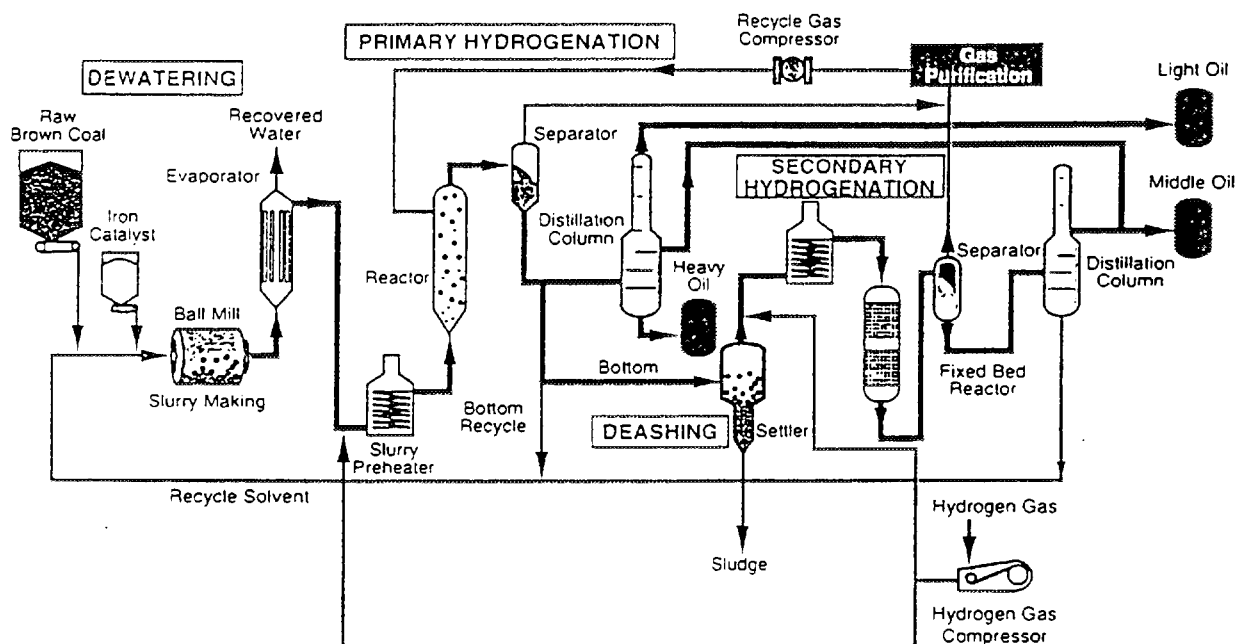 PRIMARY HYDROGENATION
Recycle Gas
Compressor
Gas
Purification
Light Oil
DEWATERING
Raw
Brown Coal
Recovered
Water
Separator
SECONDARY
HYDROGENATION
Middle Oil
Evaporator
Iron
Catalyst
Distillation
Column
Separator
Distillation
Column
Reactor
Heavy
Oil
Ball Mill
Slurry Making
Bottom
Fixed Bed
Reactor
Bottom
Recycle
DEASHING
Settler
Slurry
Preheater
Recycle Solvent
Hydrogen Gas
Sludge
Hydrogen Gas
Compressor